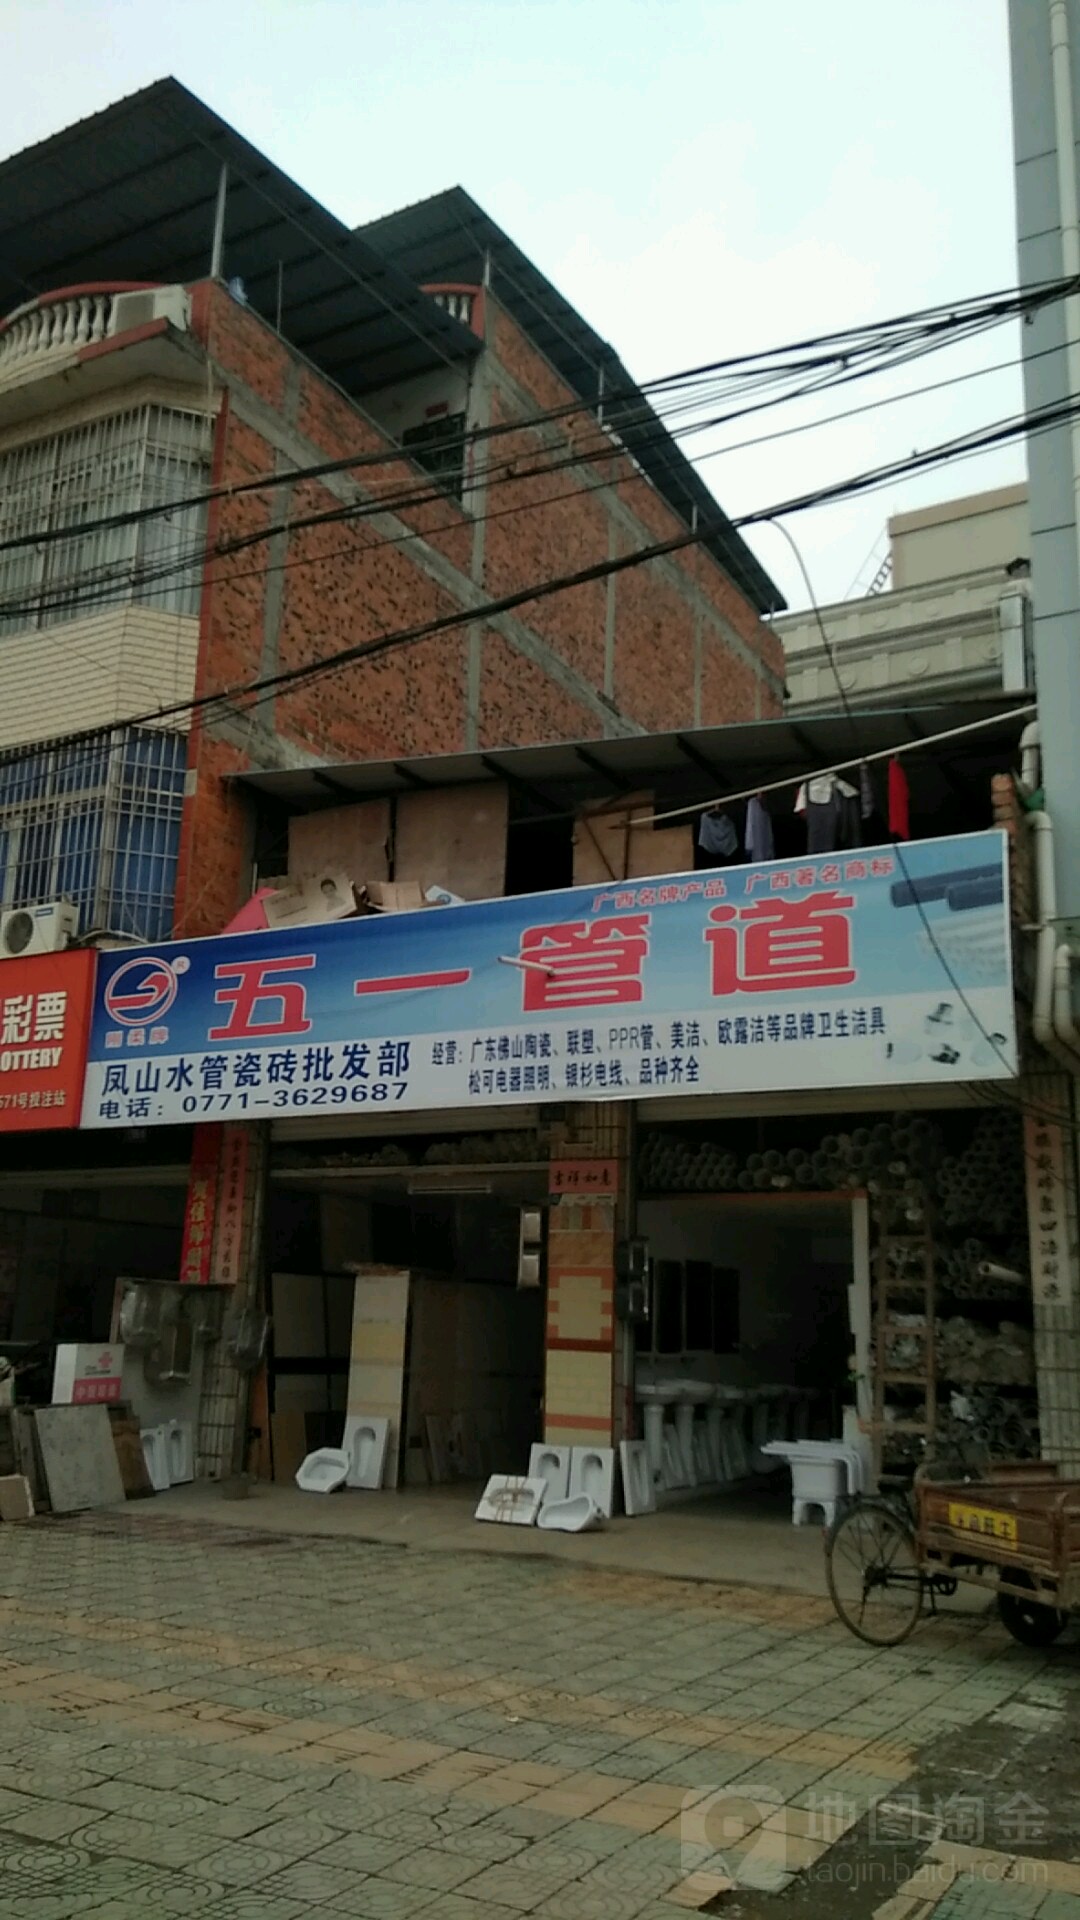 广西名牌产品 广西著名商标
五一管道
刚柔牌
凤山水管瓷砖批发部
电话：0771-3629687
经营：广东佛山陶瓷、联塑、PPR管、美洁、欧露洁等品牌卫生洁具
松可电器照明、银杉电线、品种齐全
彩票
OTTERY
571号投注站
吉祥如意
地图淘金
taojin.baidu.com